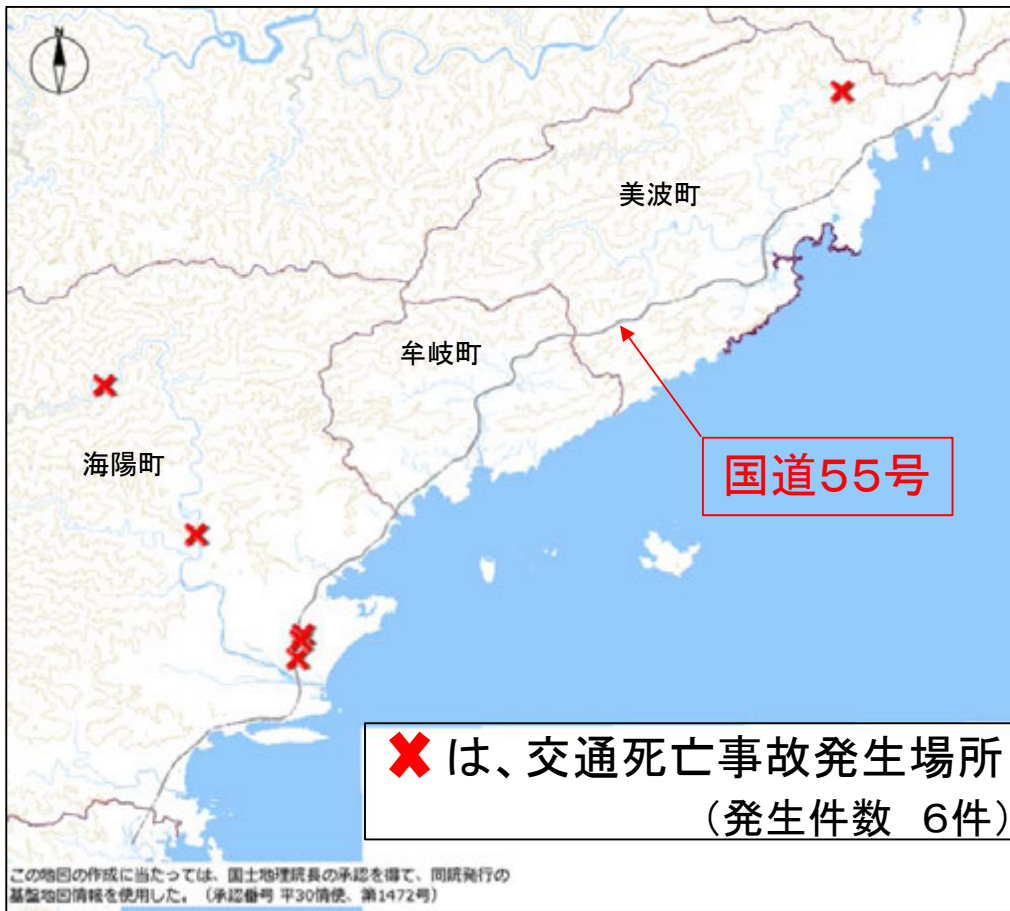 N
美波町
牟岐町
海陽町
国道55号
✖は、交通死亡事故発生場所
（発生件数　6件）
この地図の作成に当たっては、国土地理院長の承認を得て、同院発行の
基盤地図情報を使用した。（承認番号 平30情使、第1472号）